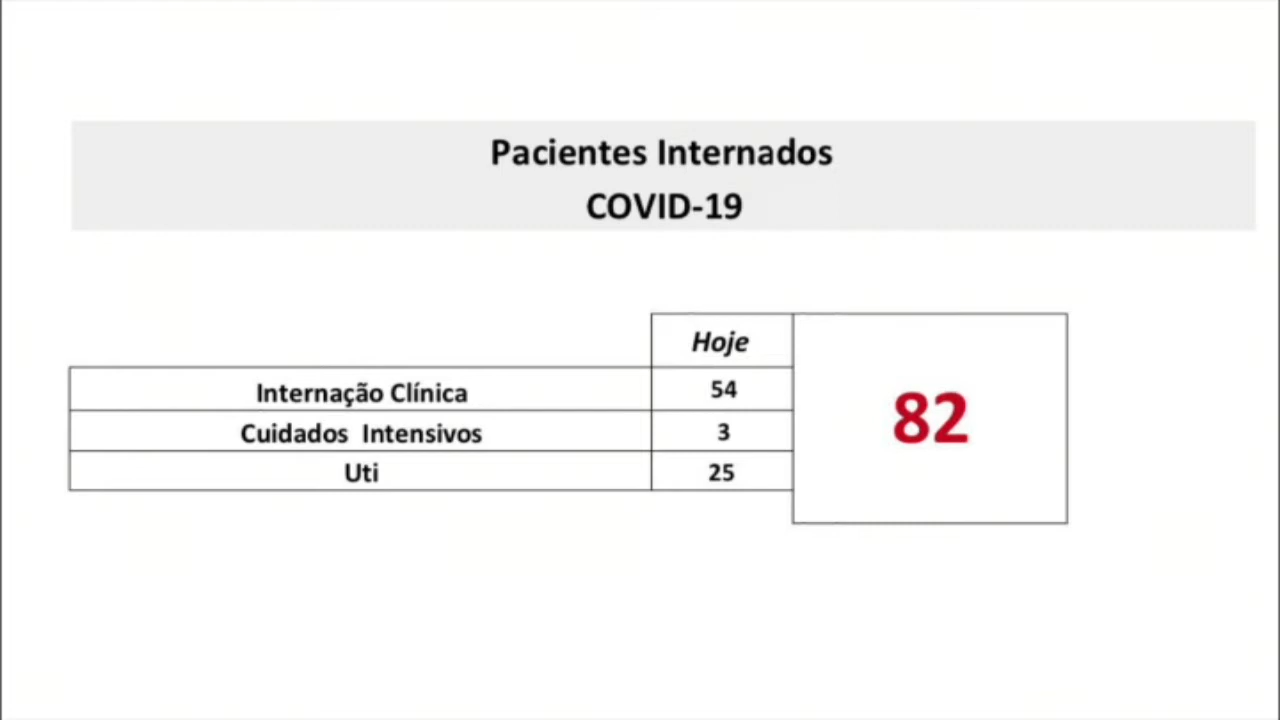 Pacientes Internados
COVID-19
Hoje
Internação Clínica 54
Cuidados Intensivos 3
Uti 25
82